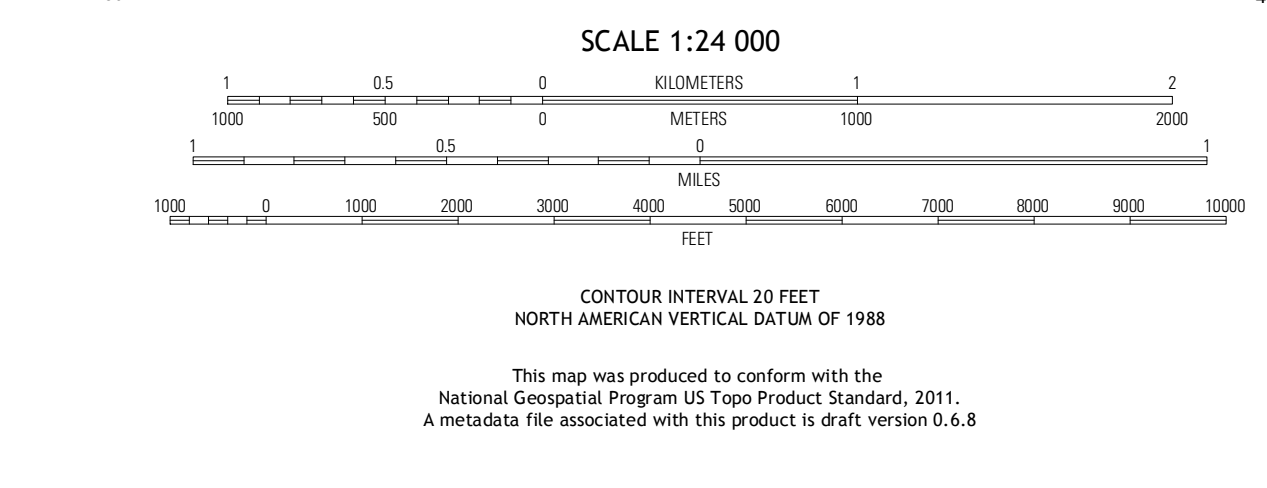 SCALE 1:24 000
1 0.5 0 KILOMETERS 1 2
1000 500 0 METERS 1000 2000
1 0.5 0 1
MILES
1000 0 1000 2000 3000 4000 5000 6000 7000 8000 9000 10000
FEET
CONTOUR INTERVAL 20 FEET
NORTH AMERICAN VERTICAL DATUM OF 1988
This map was produced to conform with the
National Geospatial Program US Topo Product Standard, 2011.
A metadata file associated with this product is draft version 0.6.8